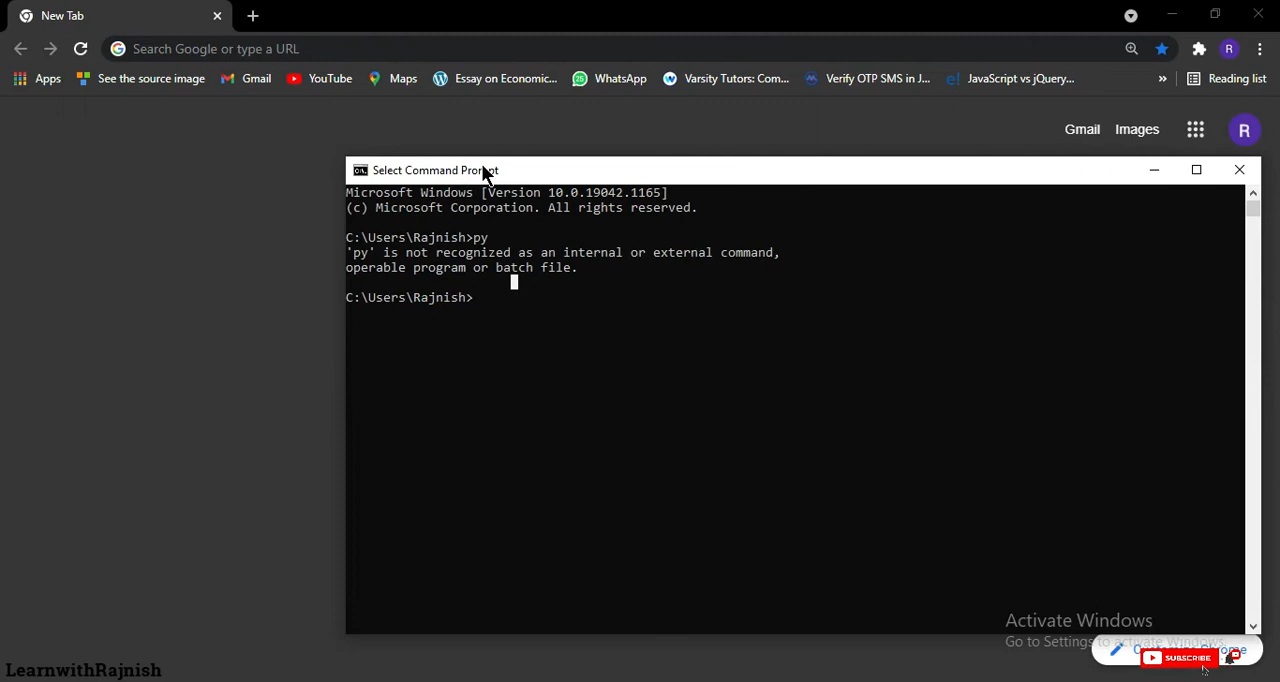 New Tab
Search Google or type a URL
R
Apps
See the source image
Gmail
YouTube
Maps
Essay on Economic...
25
WhatsApp
Varsity Tutors: Com...
Verify OTP SMS in J...
e!
JavaScript vs jQuery...
»
Reading list
Gmail
Images
R
C:\.
Select Command Prompt
Microsoft Windows [Version 10.0.19042.1165]
(c) Microsoft Corporation. All rights reserved.
C:\Users\Rajnish>py
'py' is not recognized as an internal or external command,
operable program or batch file.
C:\Users\Rajnish>
Activate Windows
Go to Settings to activate Windows.
Customize Chrome
SUBSCRIBE
LearnwithRajnish